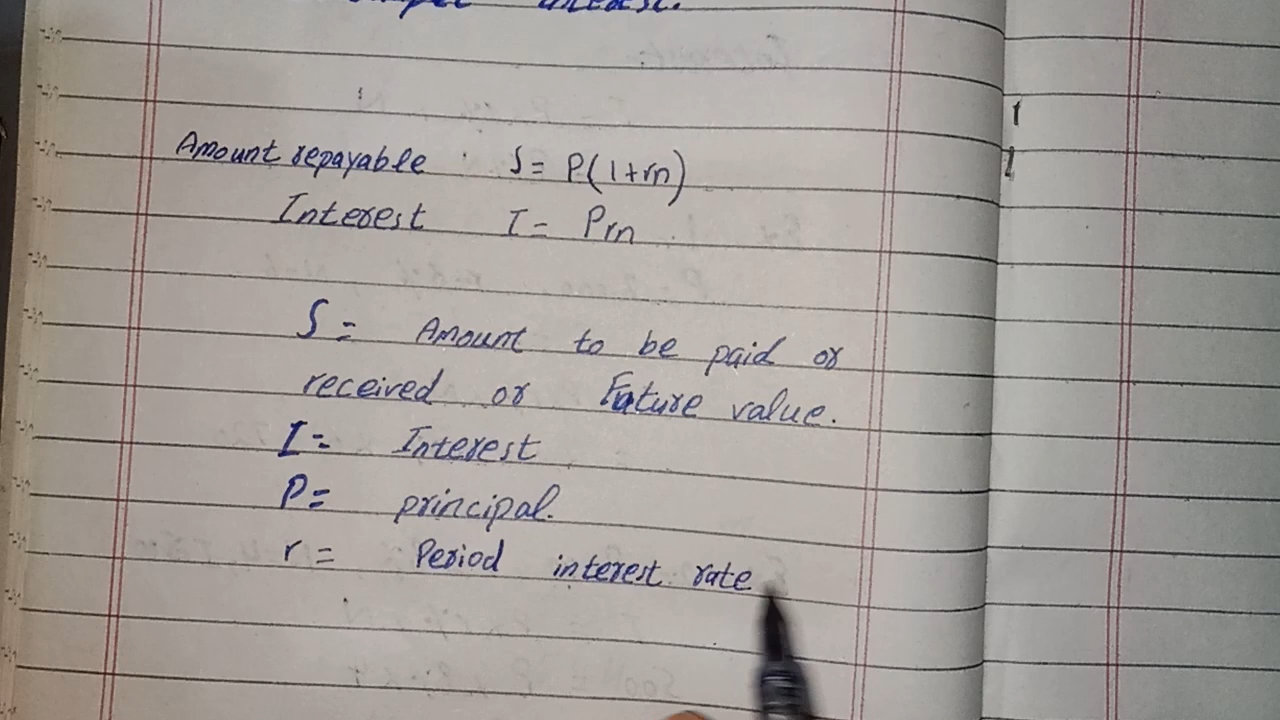 interest.
Amount repayable : S = P(1+rn)
Interest I = Prn
S = Amount to be paid or
received or Future value.
I = Interest
P = principal.
r = Period interest rate